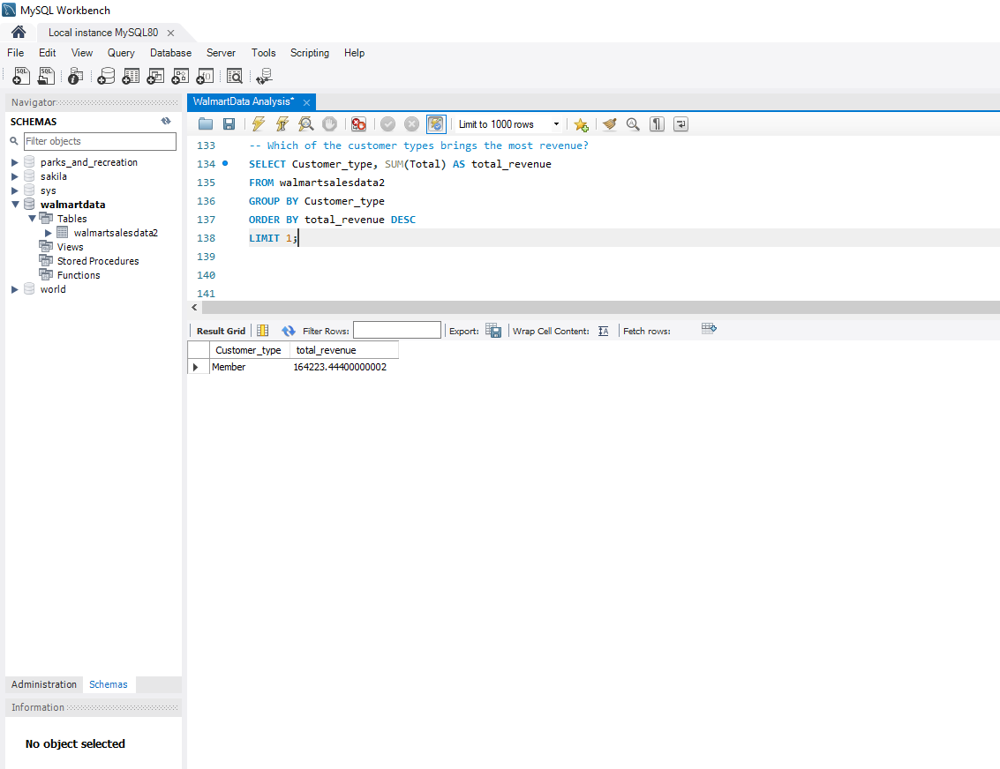 MySQL Workbench
Local instance MySQL80
File Edit View Query Database Server Tools Scripting Help
Navigator
SCHEMAS
Filter objects
parks_and_recreation
sakila
sys
walmartdata
Tables
walmartsalesdata2
Views
Stored Procedures
Functions
world
Administration Schemas
Information
No object selected
WalmartData Analysis*
Limit to 1000 rows
133 -- Which of the customer types brings the most revenue?
134 SELECT Customer_type, SUM(Total) AS total_revenue
135 FROM walmartsalesdata2
136 GROUP BY Customer_type
137 ORDER BY total_revenue DESC
138 LIMIT 1;
139
140
141
Result Grid Filter Rows: Export: Wrap Cell Content: Fetch rows:
Customer_type total_revenue
Member 164223.44400000002